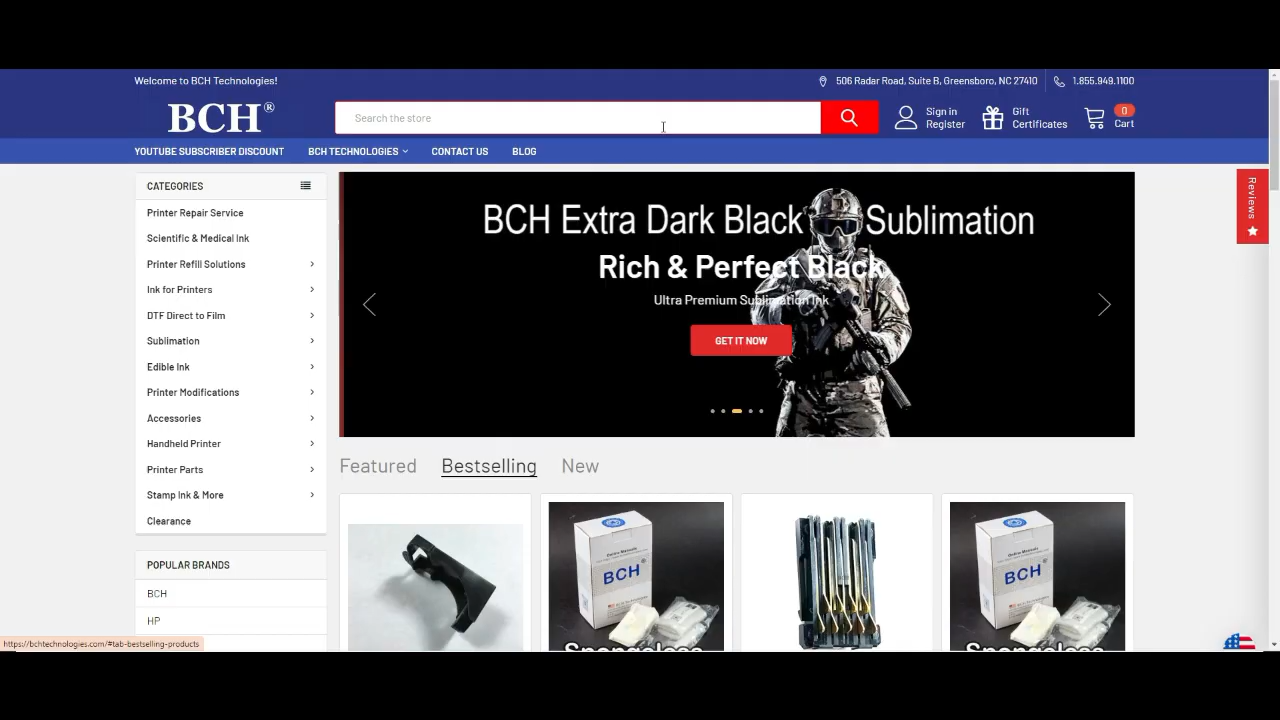 Welcome to BCH Technologies!
506 Radar Road, Suite B, Greensboro, NC 27410
1.855.949.1100
BCH®
Search the store
Sign in
Register
Gift
Certificates
0
Cart
YOUTUBE SUBSCRIBER DISCOUNT
BCH TECHNOLOGIES
CONTACT US
BLOG
CATEGORIES
Printer Repair Service
Scientific & Medical Ink
Printer Refill Solutions
Ink for Printers
DTF Direct to Film
Sublimation
Edible Ink
Printer Modifications
Accessories
Handheld Printer
Printer Parts
Stamp Ink & More
Clearance
POPULAR BRANDS
BCH
HP
BCH Extra Dark Black Sublimation
Rich & Perfect Black
Ultra Premium Sublimation Ink
GET IT NOW
Reviews
Featured
Bestselling
New
BCH
Spongeless
BCH
Spongeless
https://bchtechnologies.com/#tab-bestselling-products